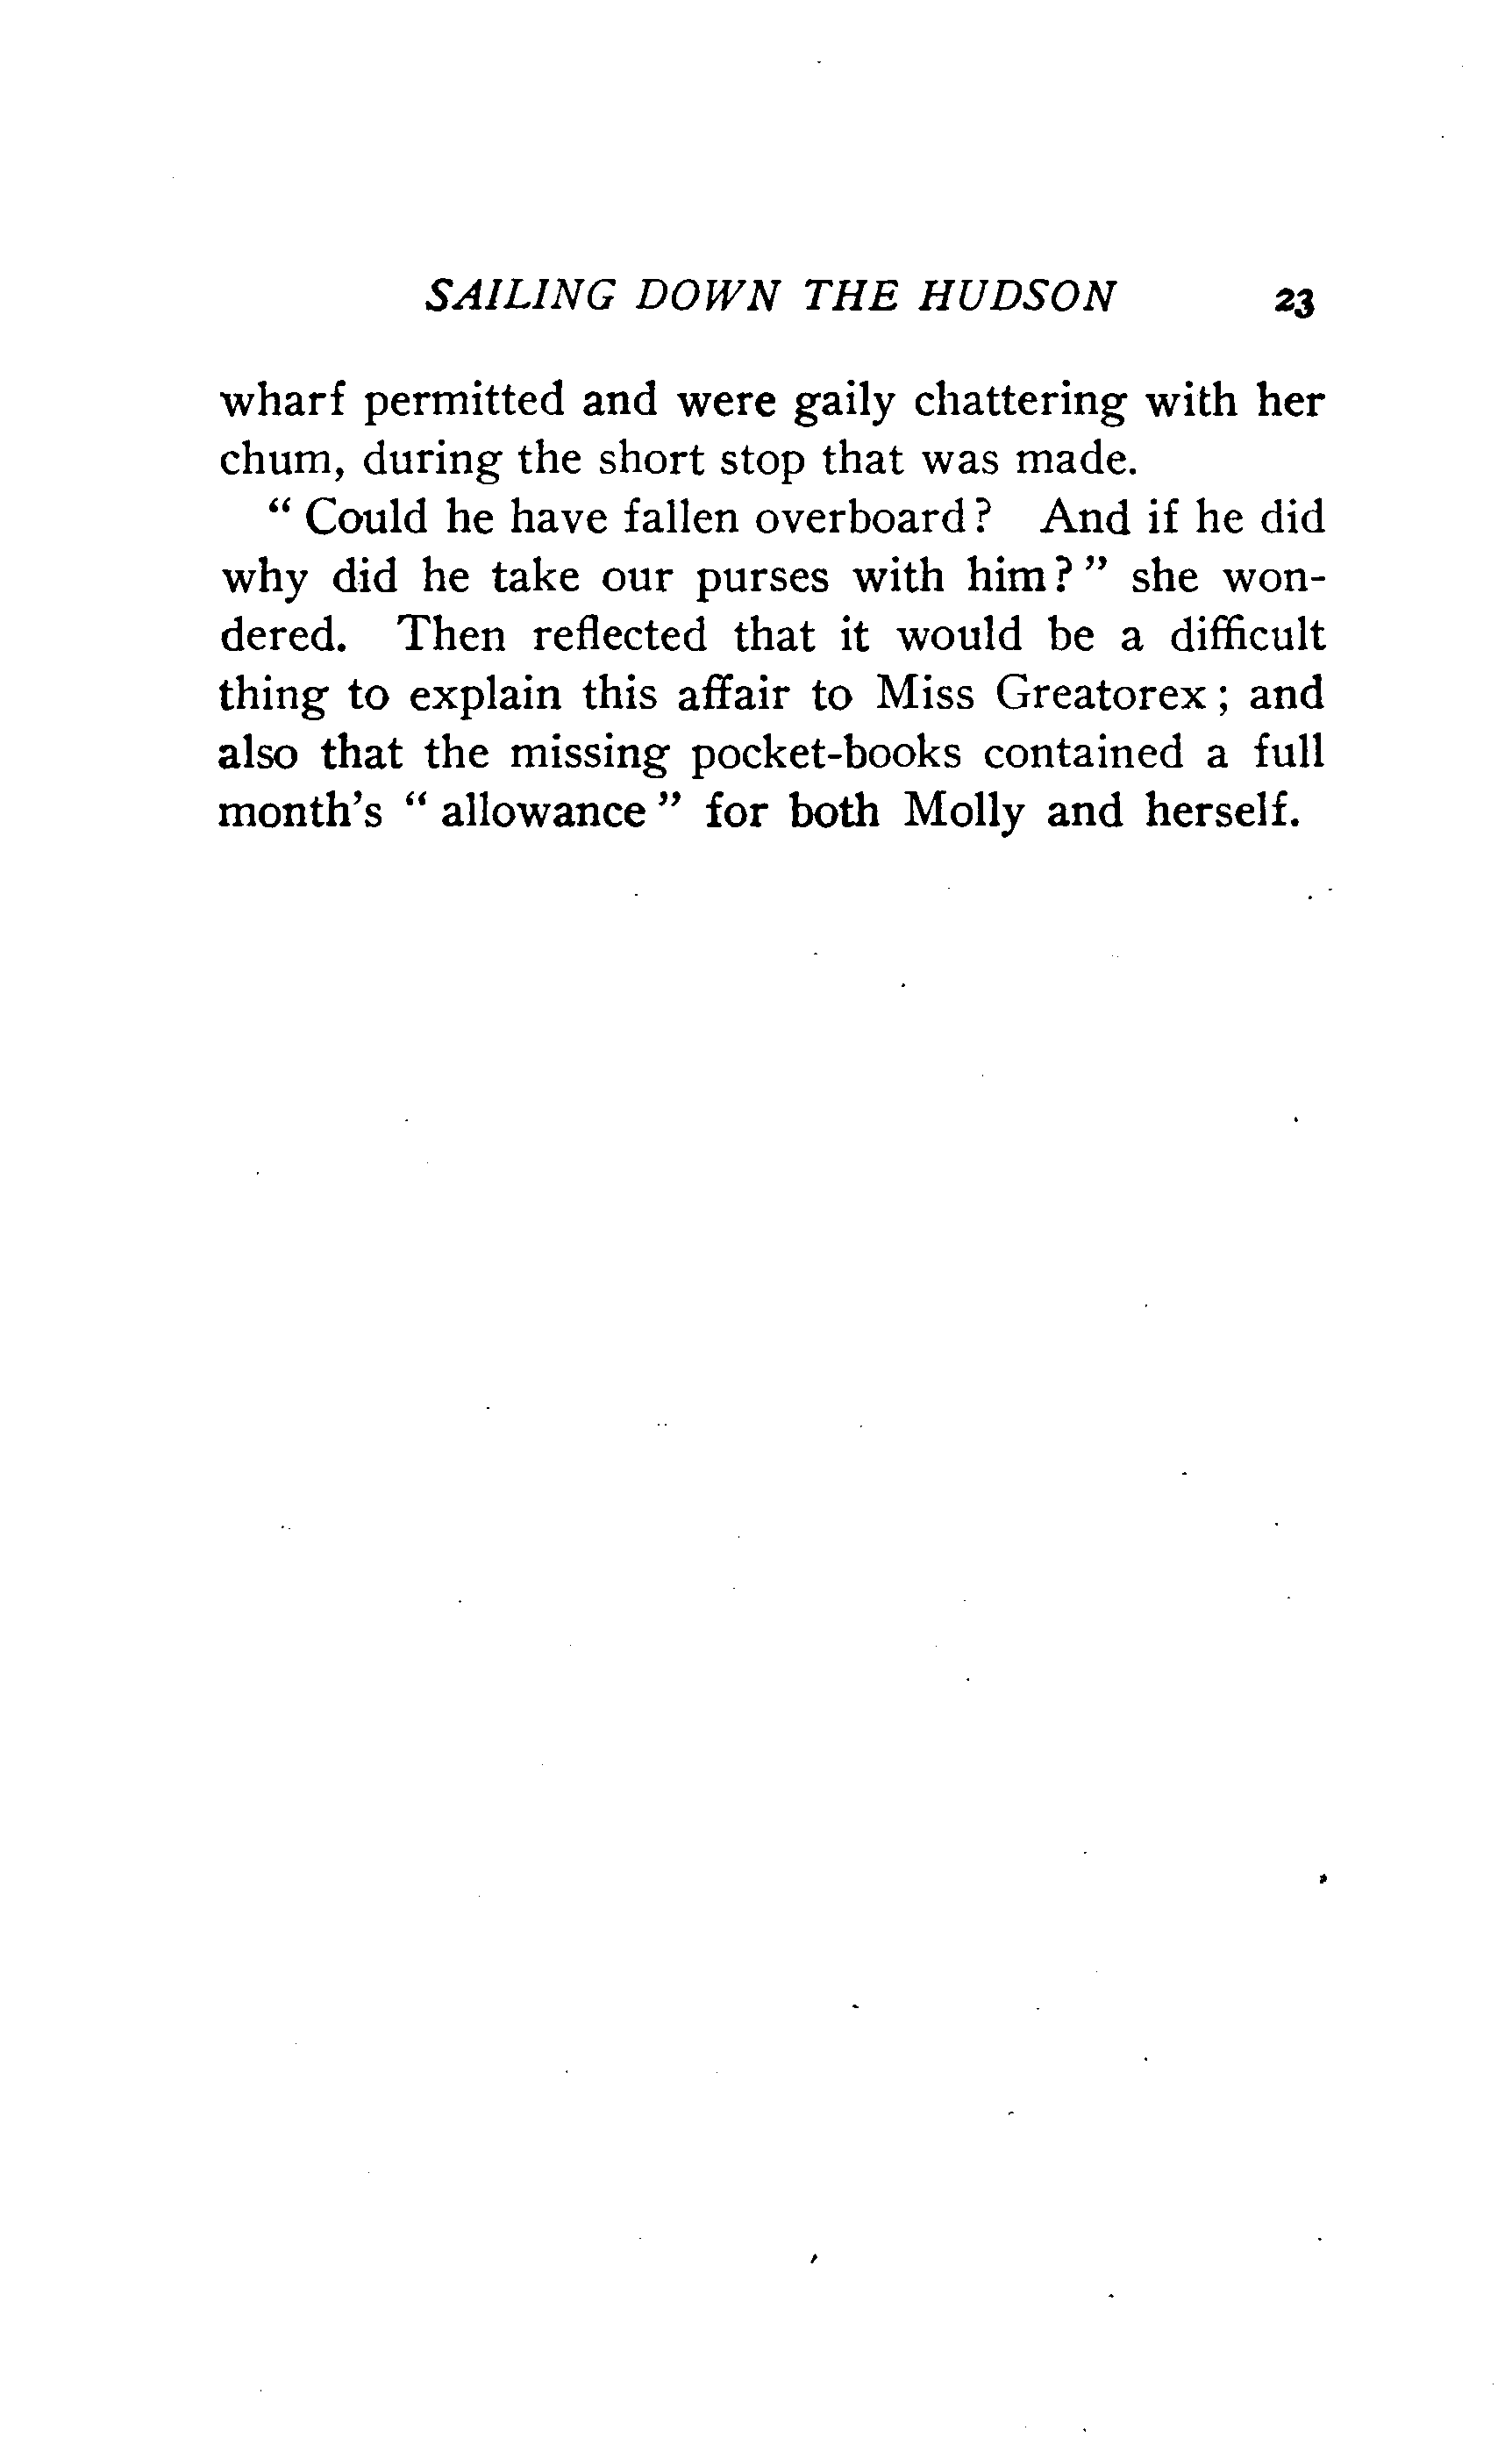 SAILING DOWN THE HUDSON 23
wharf permitted and were gaily chattering with her
chum, during the short stop that was made.
“ Could he have fallen overboard ? And if he did
why did he take our purses with him ? ” she won-
dered. Then reflected that it would be a difficult
thing to explain this affair to Miss Greatorex ; and
also that the missing pocket-books contained a full
month's “ allowance ” for both Molly and herself.